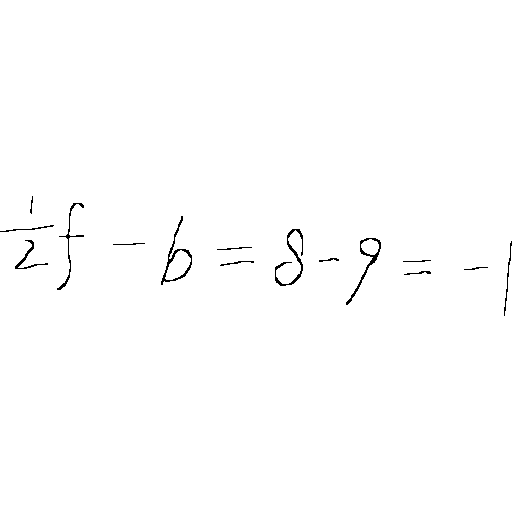 \frac{1}{2}f - b = 8 - 9 = -1